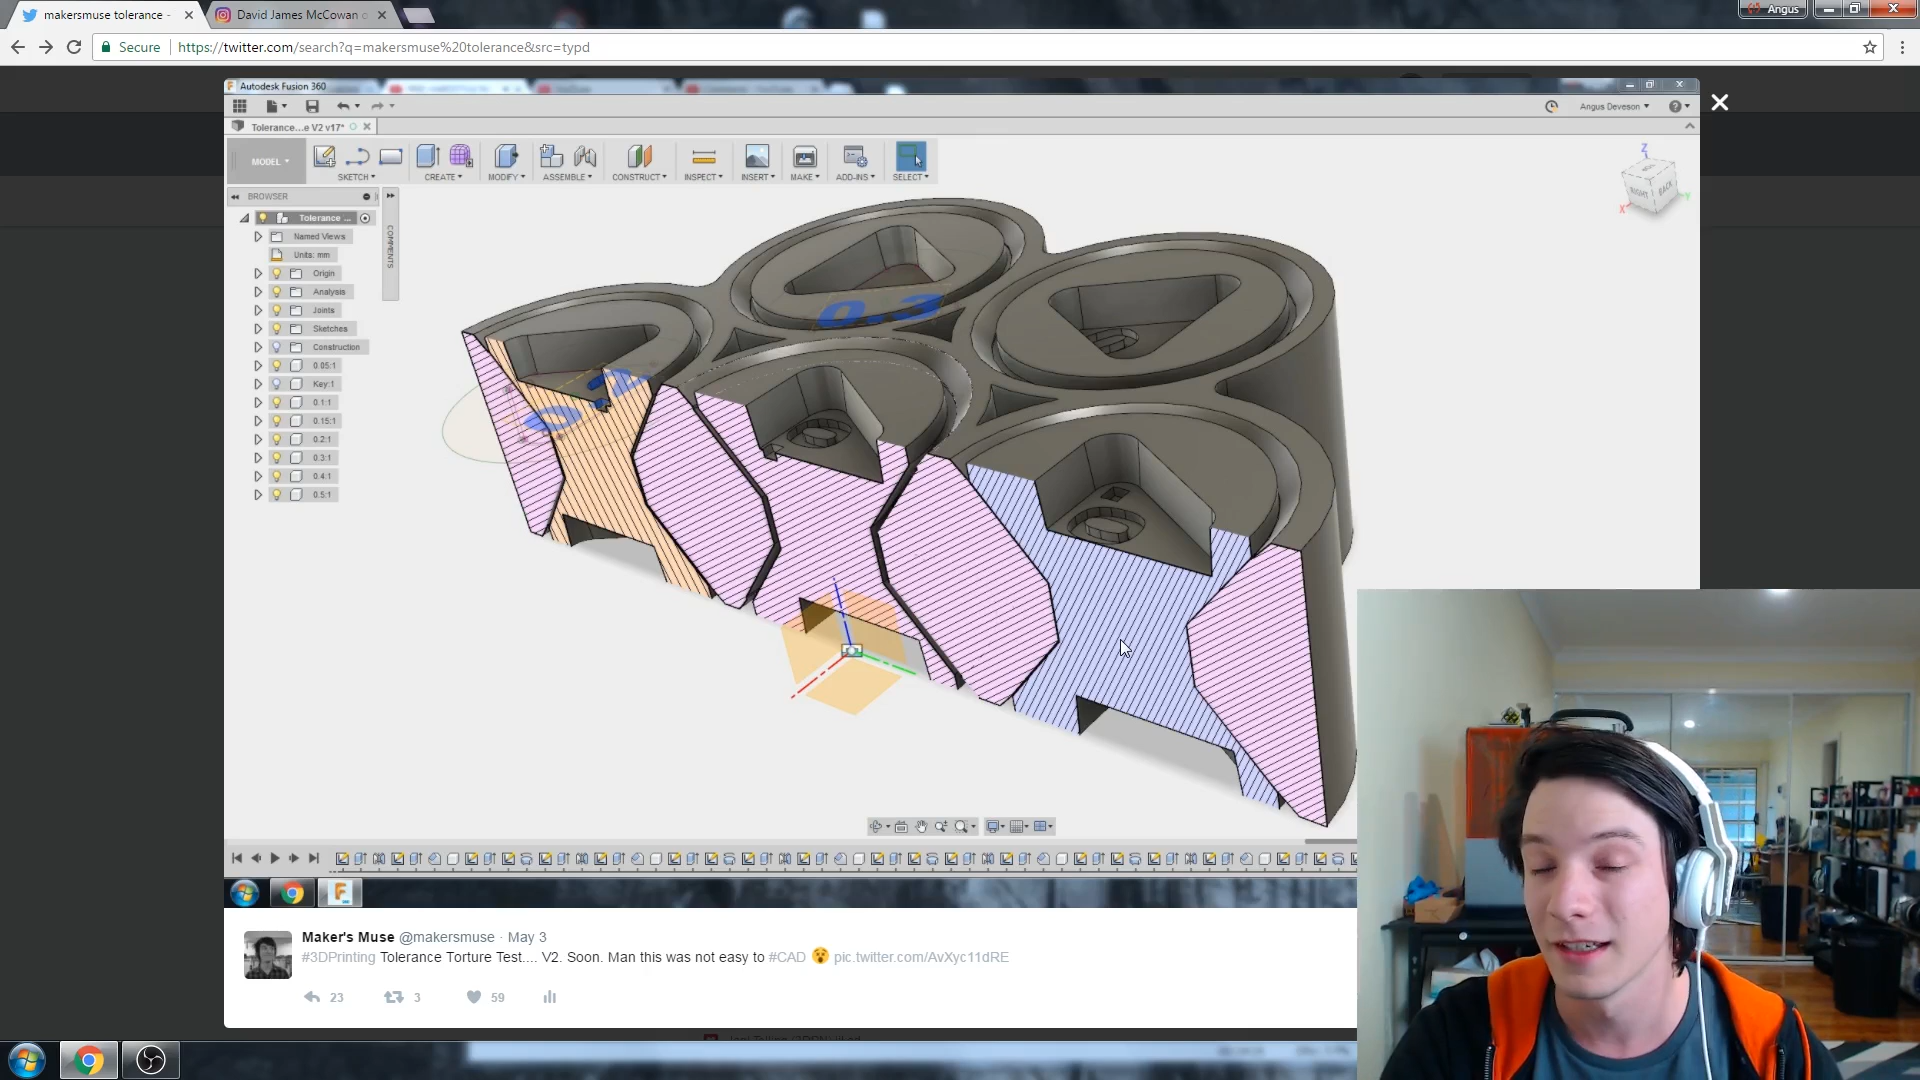 makersmuse tolerance -
David James McCowan
Angus
Secure
https://twitter.com/search?q=makersmuse%20tolerance&src=typd
Autodesk Fusion 360
Angus Deveson
Tolerance...e V2 v17*
MODEL
SKETCH
CREATE
MODIFY
ASSEMBLE
CONSTRUCT
INSPECT
INSERT
MAKE
ADD-INS
SELECT
BROWSER
COMMENTS
Tolerance ...
Named Views
Units: mm
Origin
Analysis
Joints
Sketches
Construction
0.05:1
Key:1
0.1:1
0.15:1
0.2:1
0.3:1
0.4:1
0.5:1
Z
RIGHT
BACK
X
Y
0.3
Maker's Muse @makersmuse · May 3
#3DPrinting Tolerance Torture Test.... V2. Soon. Man this was not easy to #CAD 😵 pic.twitter.com/AvXyc11dRE
23
3
59